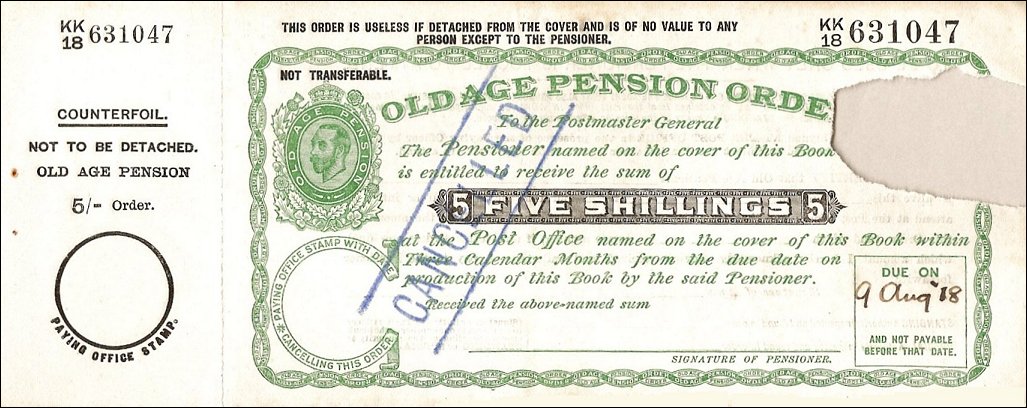 KK
18 631047
COUNTERFOIL.
NOT TO BE DETACHED.
OLD AGE PENSION
5/- Order.
PAYING OFFICE STAMP.
THIS ORDER IS USELESS IF DETACHED FROM THE COVER AND IS OF NO VALUE TO ANY
PERSON EXCEPT TO THE PENSIONER.
KK
18 631047
NOT TRANSFERABLE.
OLD AGE PENSION
OLD AGE PENSION ORDE
To the Postmaster General
The Pensioner named on the cover of this Book
is entitled to receive the sum of
5 FIVE SHILLINGS 5
at the Post Office named on the cover of this Book within
Three Calendar Months from the due date on
production of this Book by the said Pensioner.
Received the above-named sum
SIGNATURE OF PENSIONER.
PAYING OFFICE STAMP WITH DATE
CANCELLING THIS ORDER
CANCELLED
DUE ON
9 Aug 18
AND NOT PAYABLE
BEFORE THAT DATE.